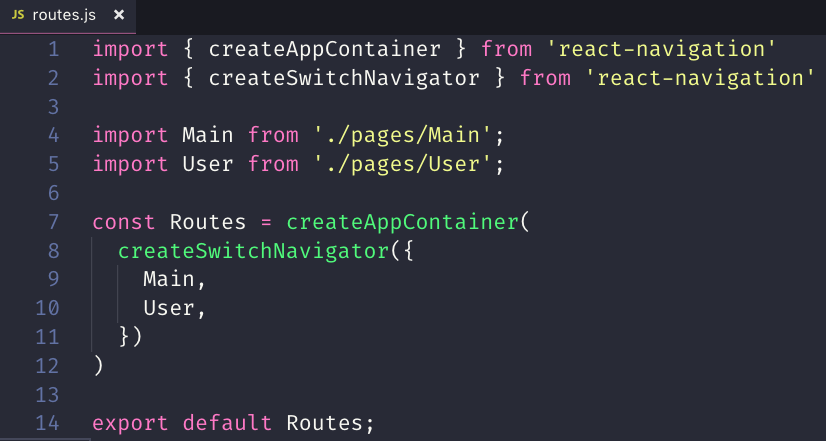 JS routes.js ×
1 import { createAppContainer } from 'react-navigation'
2 import { createSwitchNavigator } from 'react-navigation'
3
4 import Main from './pages/Main';
5 import User from './pages/User';
6
7 const Routes = createAppContainer(
8   createSwitchNavigator({
9     Main,
10     User,
11   })
12 )
13
14 export default Routes;